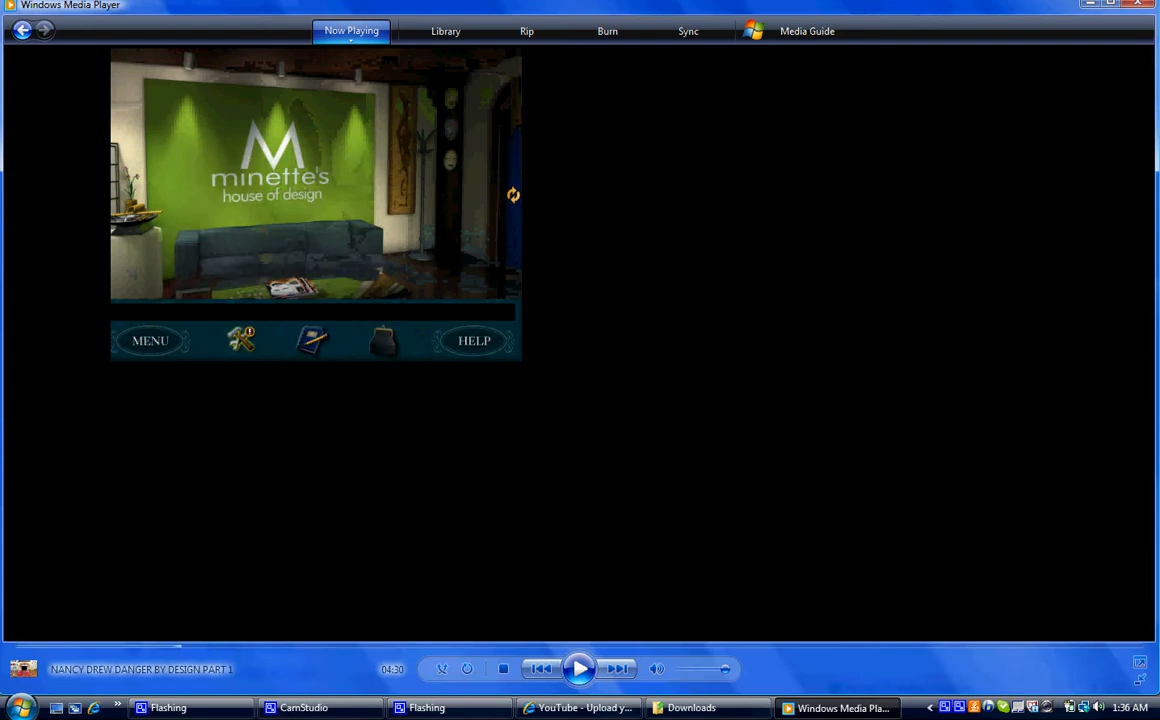 Windows Media Player
Now Playing Library Rip Burn Sync Media Guide
M
minette's
house of design
MENU HELP
NANCY DREW DANGER BY DESIGN PART 1 04:30
Flashing CamStudio Flashing YouTube - Upload y... Downloads Windows Media Pla... 1:36 AM